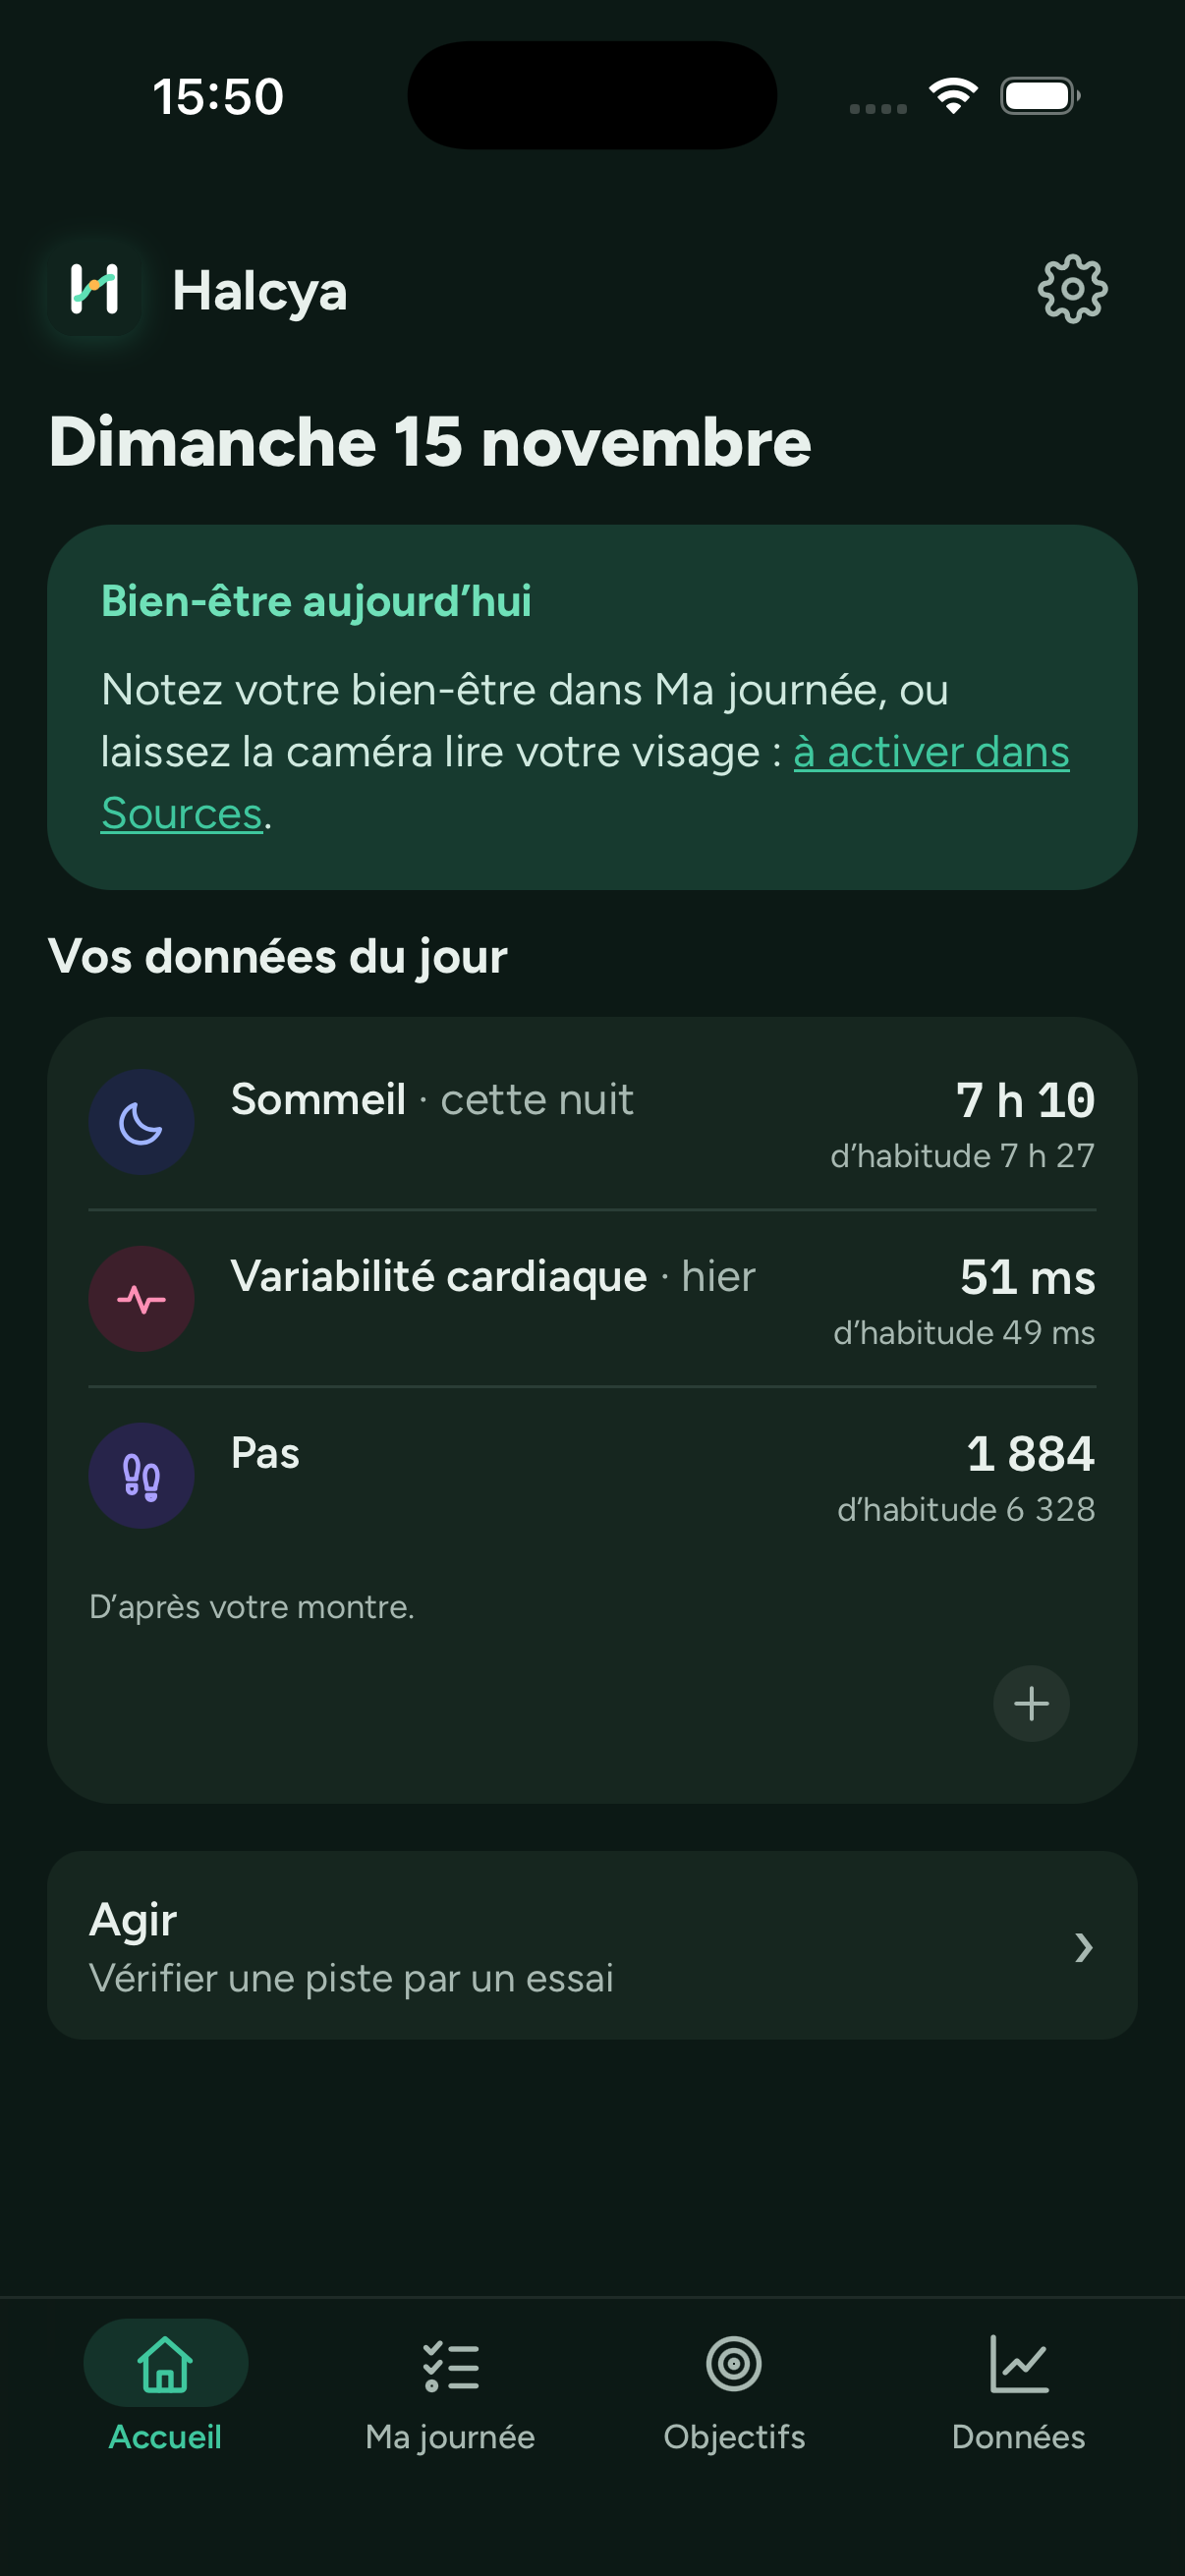 15:50
Halcya
Dimanche 15 novembre
Bien-être aujourd’hui
Notez votre bien-être dans Ma journée, ou
laissez la caméra lire votre visage : à activer dans
Sources.
Vos données du jour
Sommeil · cette nuit
7 h 10
d’habitude 7 h 27
Variabilité cardiaque · hier
51 ms
d’habitude 49 ms
Pas
1 884
d’habitude 6 328
D’après votre montre.
Agir
Vérifier une piste par un essai
Accueil
Ma journée
Objectifs
Données